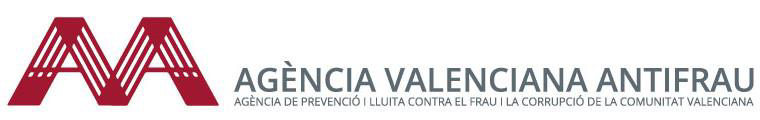 AGÈNCIA VALENCIANA ANTIFRAU
AGÈNCIA DE PREVENCIÓ I LLUITA CONTRA EL FRAU I LA CORRUPCIÓ DE LA COMUNITAT VALENCIANA